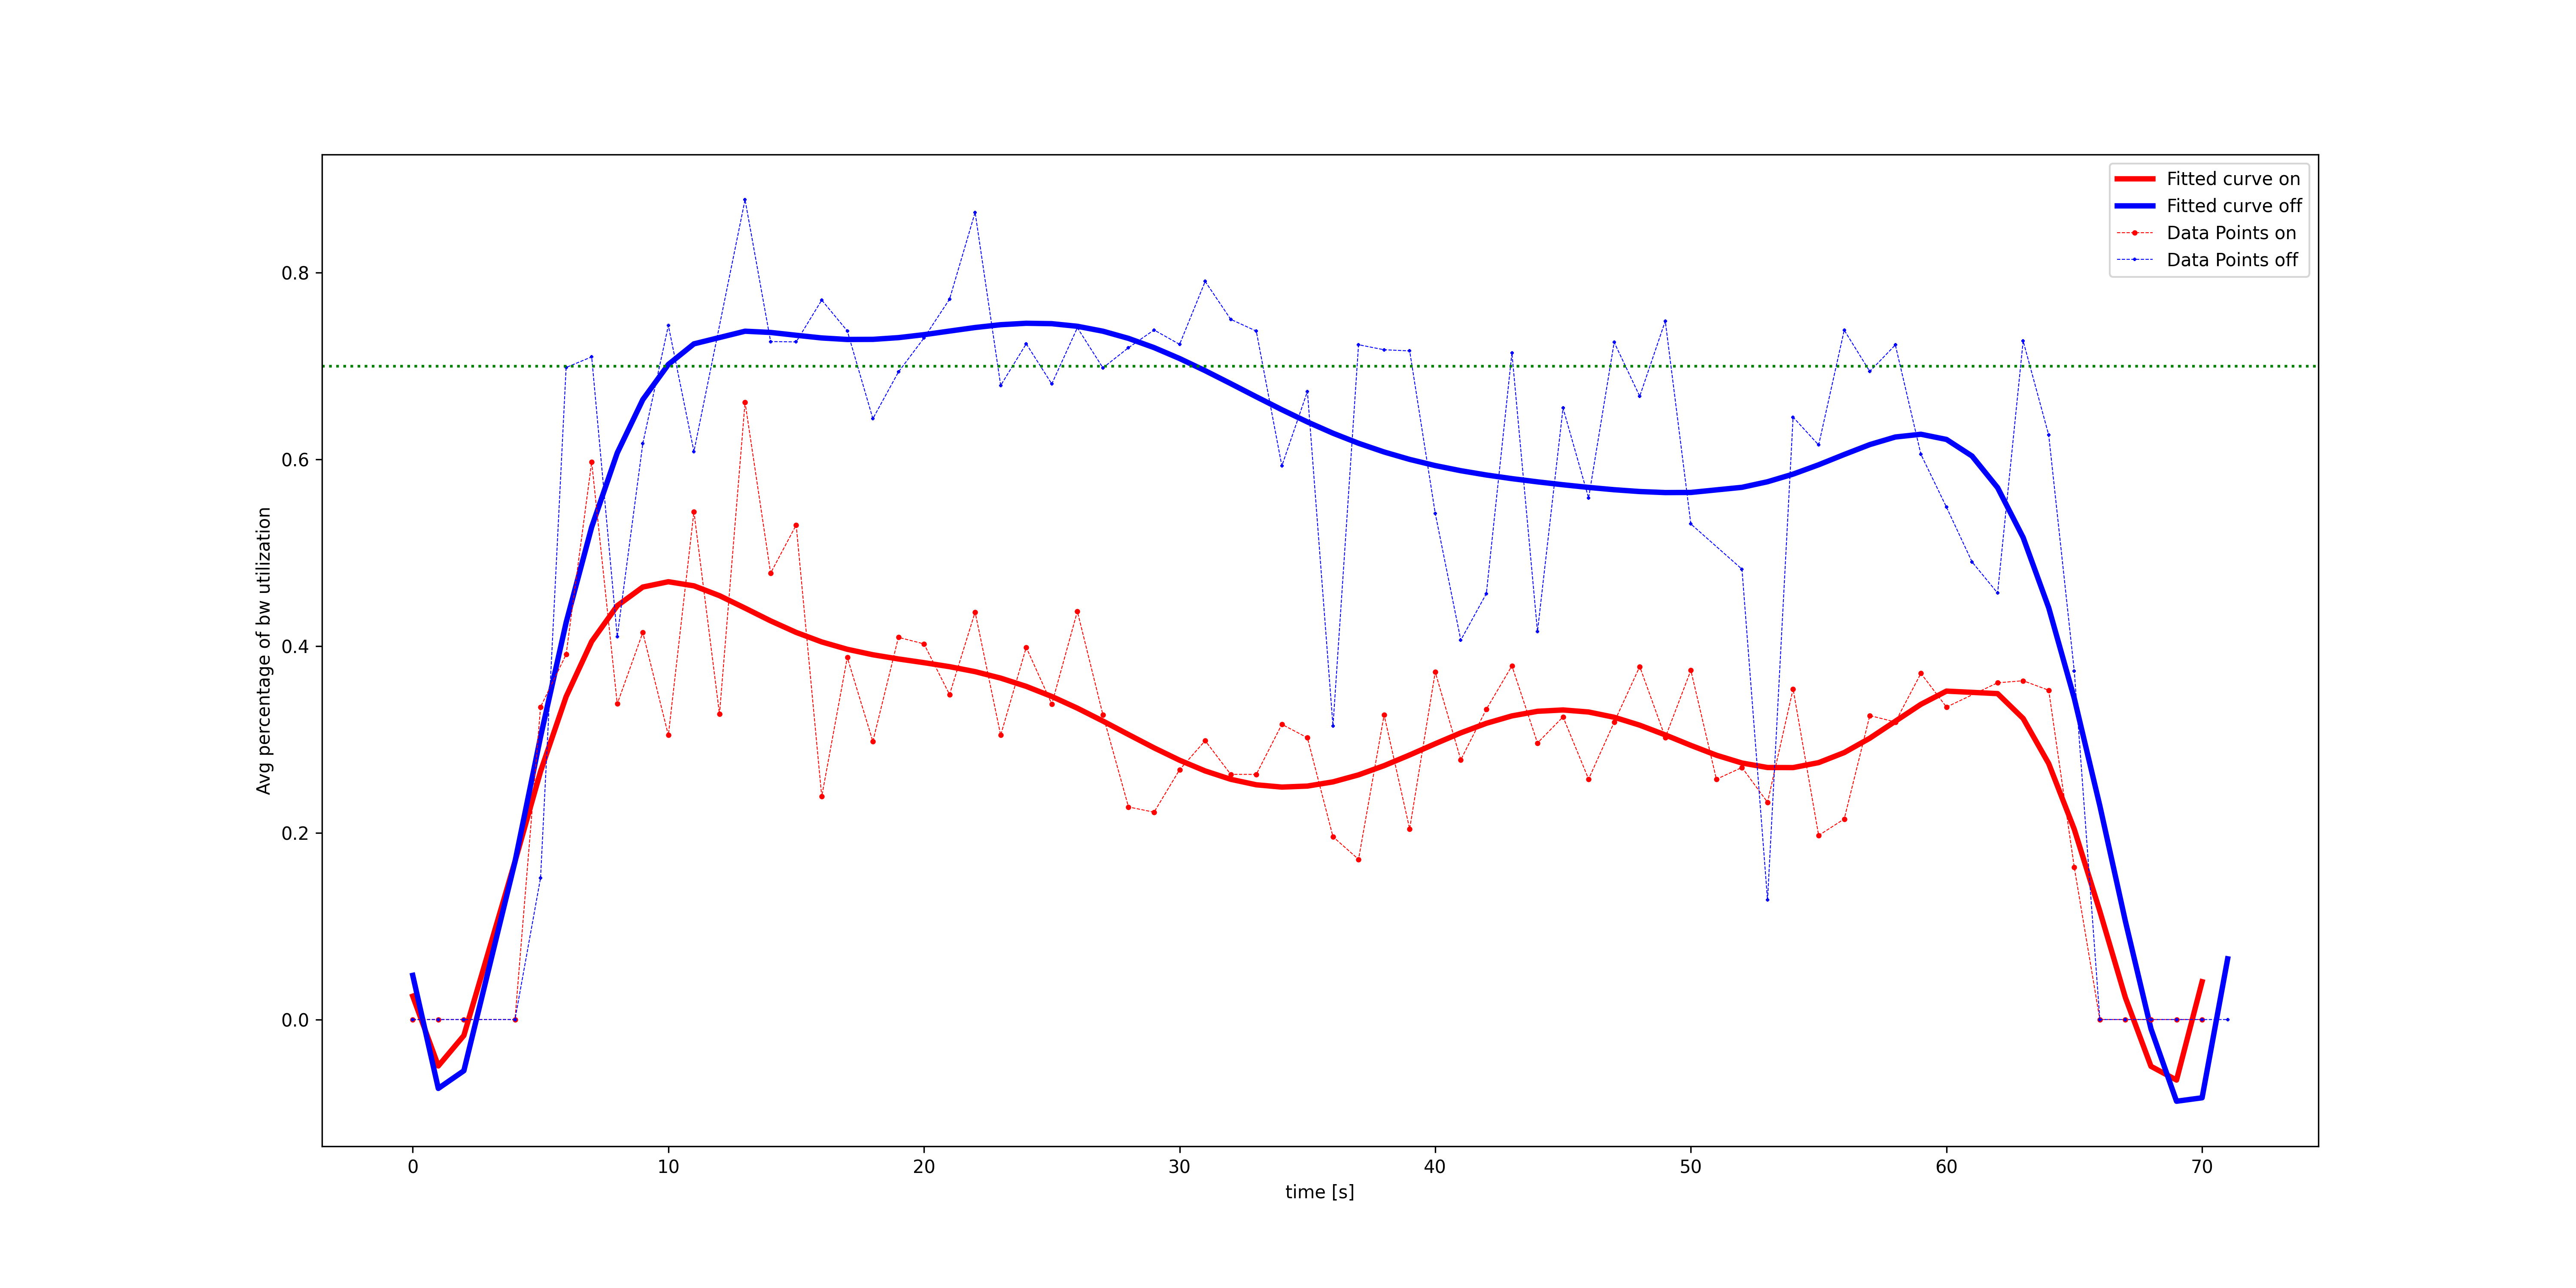 Fitted curve on
Fitted curve off
Data Points on
Data Points off
0.8
0.6
0.4
0.2
0.0
Avg percentage of bw utilization
0 10 20 30 40 50 60 70
time [s]